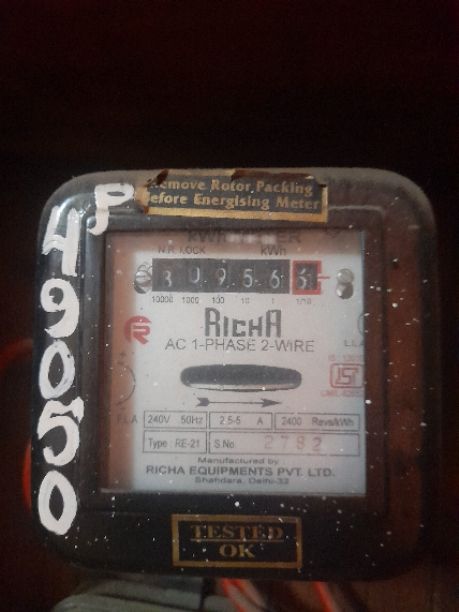 P
49050
Remove Rotor Packing
Before Energising Meter
N.R. LOCK kWh
3 0 9 5 6
10000 1000 100 10 1 1/10
RICHA
AC 1-PHASE 2-WIRE
240V 50Hz 2.5-5 A 2400 Revs/kWh
Type : RE-21 S.No. 2782
Manufactured by
RICHA EQUIPMENTS PVT. LTD.
Shahdara, Delhi-32
TESTED
OK